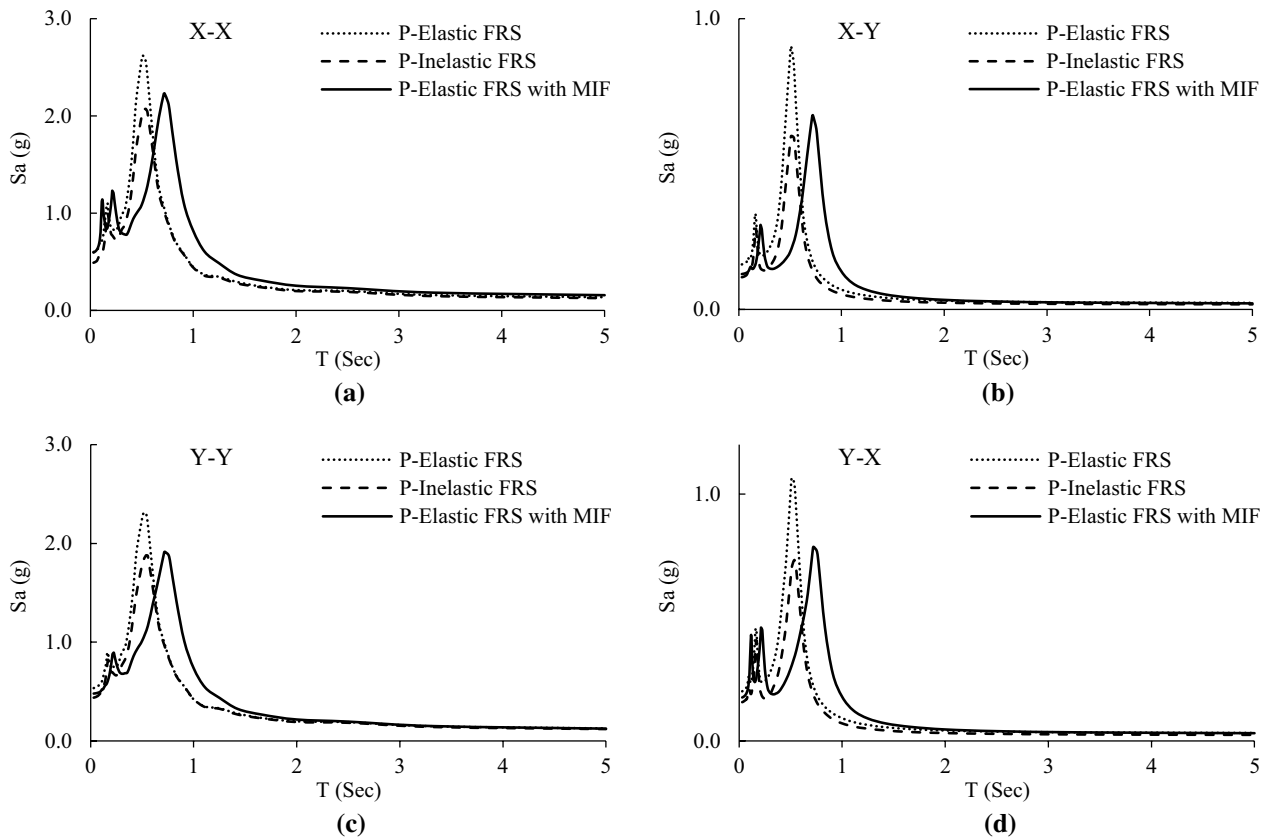 X-X
P-Elastic FRS
P-Inelastic FRS
P-Elastic FRS with MIF
3.0
2.0
1.0
0.0
Sa (g)
0 1 2 3 4 5
T (Sec)
(a)
X-Y
P-Elastic FRS
P-Inelastic FRS
P-Elastic FRS with MIF
1.0
0.0
Sa (g)
0 1 2 3 4 5
T (Sec)
(b)
Y-Y
P-Elastic FRS
P-Inelastic FRS
P-Elastic FRS with MIF
3.0
2.0
1.0
0.0
Sa (g)
0 1 2 3 4 5
T (Sec)
(c)
Y-X
P-Elastic FRS
P-Inelastic FRS
P-Elastic FRS with MIF
1.0
0.0
Sa (g)
0 1 2 3 4 5
T (Sec)
(d)